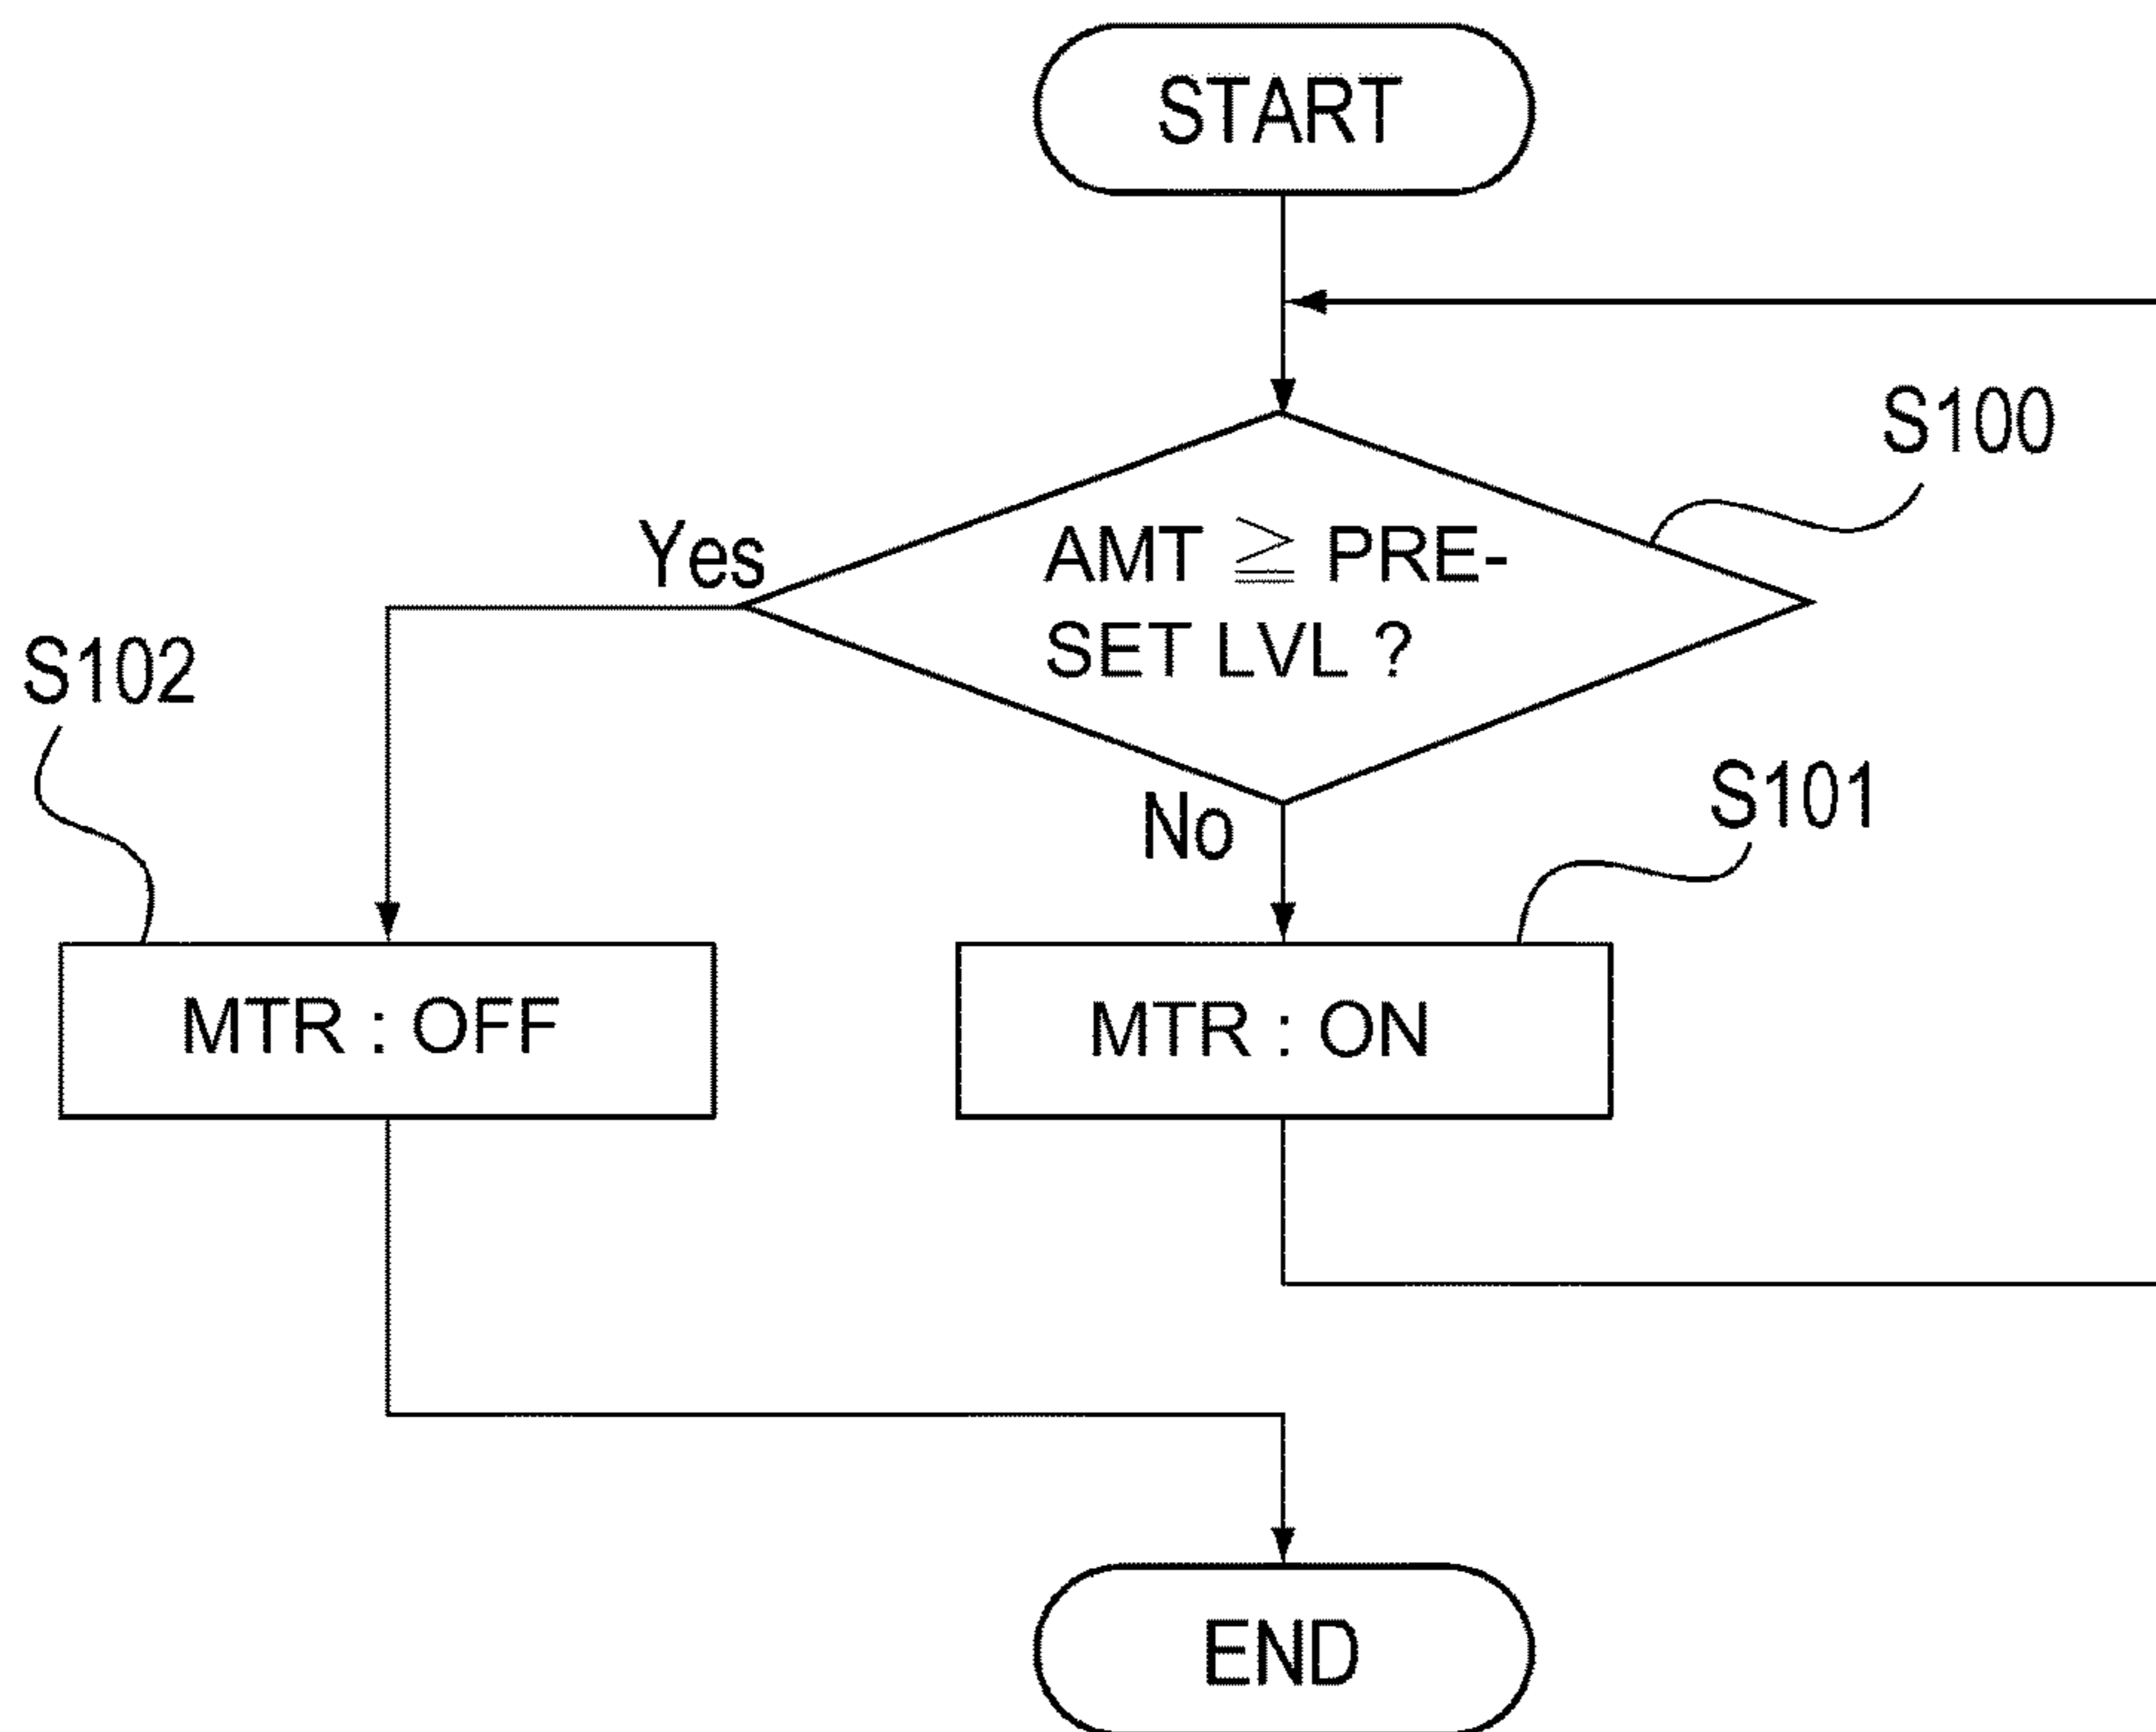 START
S100
AMT ≧ PRE-
SET LVL ?
Yes
S102
No
S101
MTR : OFF
MTR : ON
END